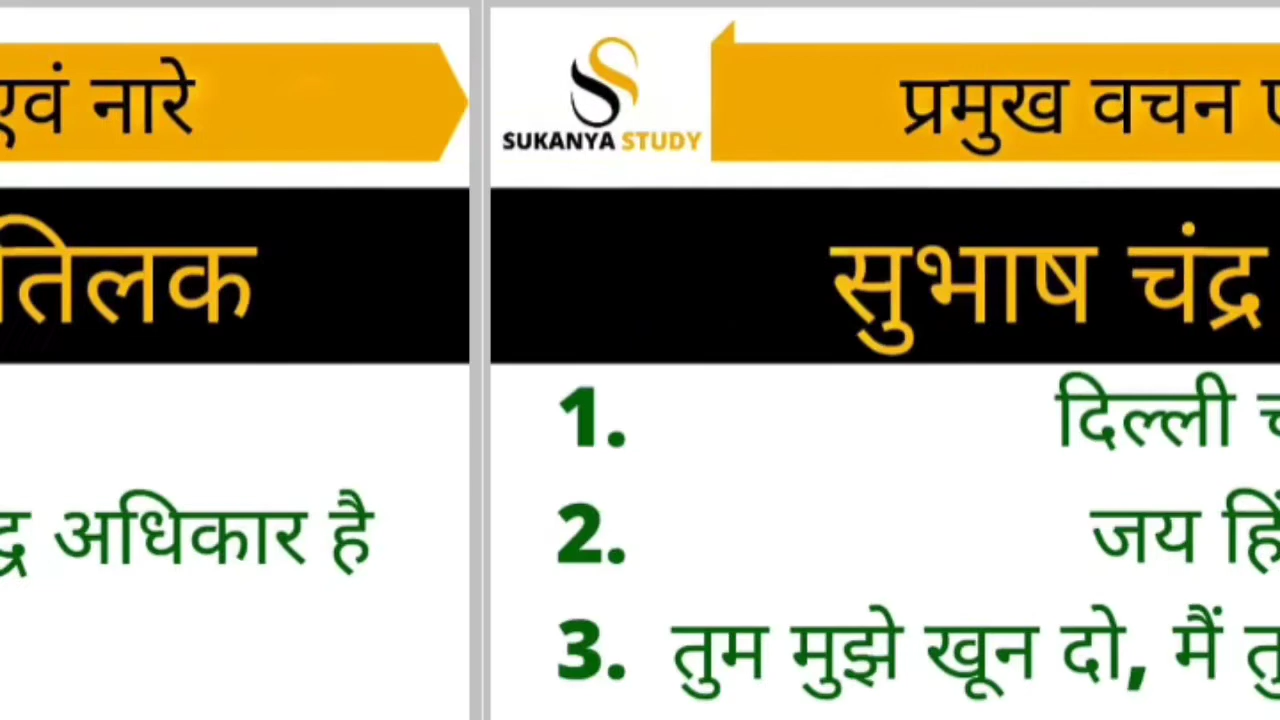 एवं नारे
तिलक
अधिकार है
SUKANYA STUDY
प्रमुख वचन
सुभाष चंद्र
1. दिल्ली
2. जय
3. तुम मुझे खून दो, मैं